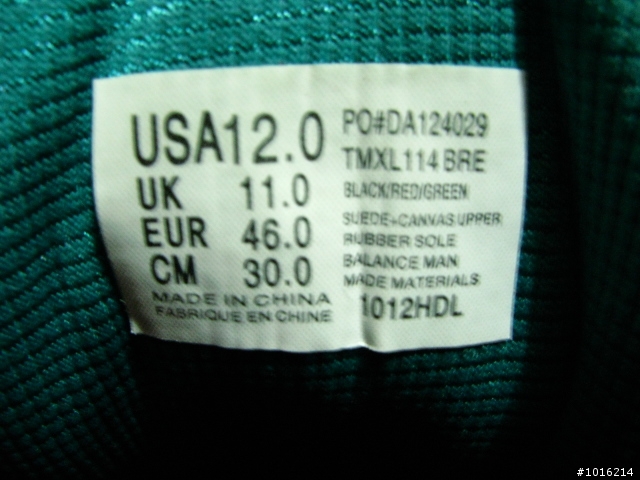 USA12.0
UK 11.0
EUR 46.0
CM 30.0
MADE IN CHINA
FABRIQUE EN CHINE
PO#DA124029
TMXL114 BRE
BLACK/RED/GREEN
SUEDE+CANVAS UPPER
RUBBER SOLE
BALANCE MAN
MADE MATERIALS
1012HDL
#1016214